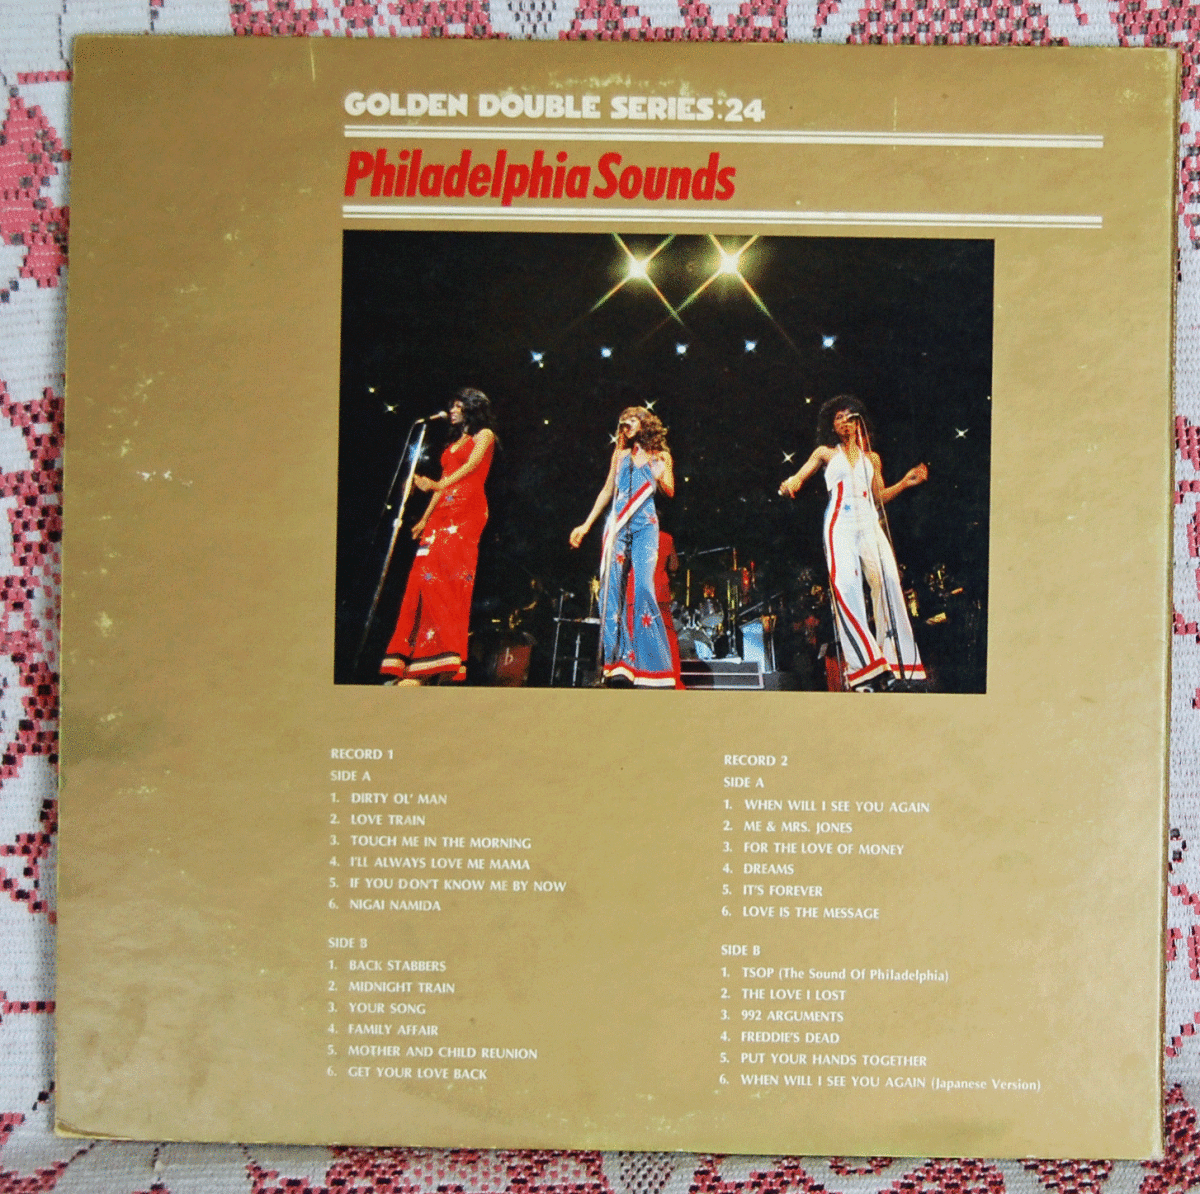 GOLDEN DOUBLE SERIES:24
Philadelphia Sounds
b
RECORD 1
SIDE A
1. DIRTY OL' MAN
2. LOVE TRAIN
3. TOUCH ME IN THE MORNING
4. I'LL ALWAYS LOVE ME MAMA
5. IF YOU DON'T KNOW ME BY NOW
6. NIGAI NAMIDA
SIDE B
1. BACK STABBERS
2. MIDNIGHT TRAIN
3. YOUR SONG
4. FAMILY AFFAIR
5. MOTHER AND CHILD REUNION
6. GET YOUR LOVE BACK
RECORD 2
SIDE A
1. WHEN WILL I SEE YOU AGAIN
2. ME & MRS. JONES
3. FOR THE LOVE OF MONEY
4. DREAMS
5. IT'S FOREVER
6. LOVE IS THE MESSAGE
SIDE B
1. TSOP (The Sound Of Philadelphia)
2. THE LOVE I LOST
3. 992 ARGUMENTS
4. FREDDIE'S DEAD
5. PUT YOUR HANDS TOGETHER
6. WHEN WILL I SEE YOU AGAIN (Japanese Version)